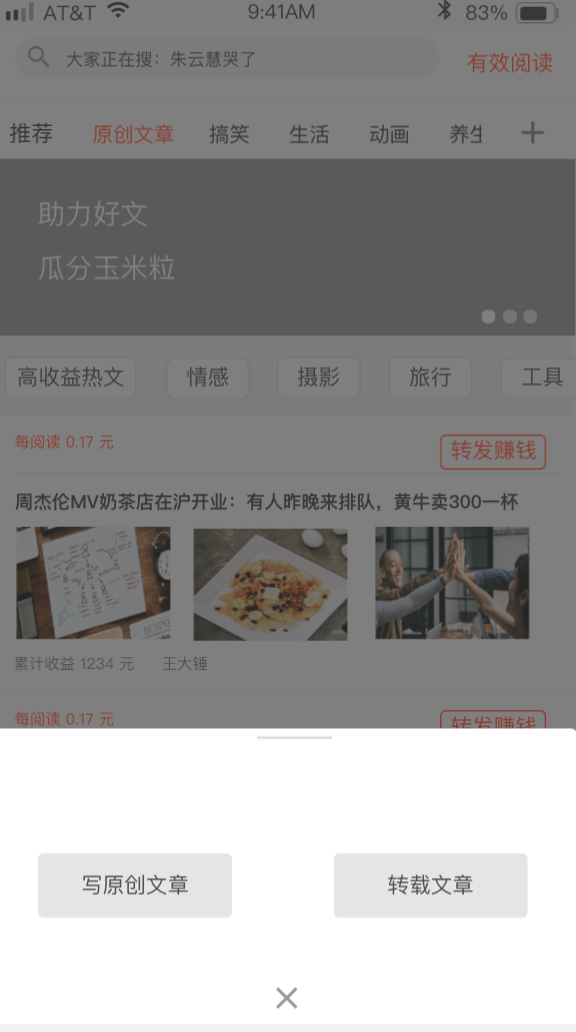 AT&T 9:41AM 83%
大家正在搜：朱云慧哭了 有效阅读
推荐 原创文章 搞笑 生活 动画 养生
助力好文
瓜分玉米粒
高收益热文 情感 摄影 旅行 工具
每阅读 0.17 元 转发赚钱
周杰伦MV奶茶店在沪开业：有人昨晚来排队，黄牛卖300一杯
累计收益 1234 元 王大锤
每阅读 0.17 元 转发赚钱
写原创文章 转载文章